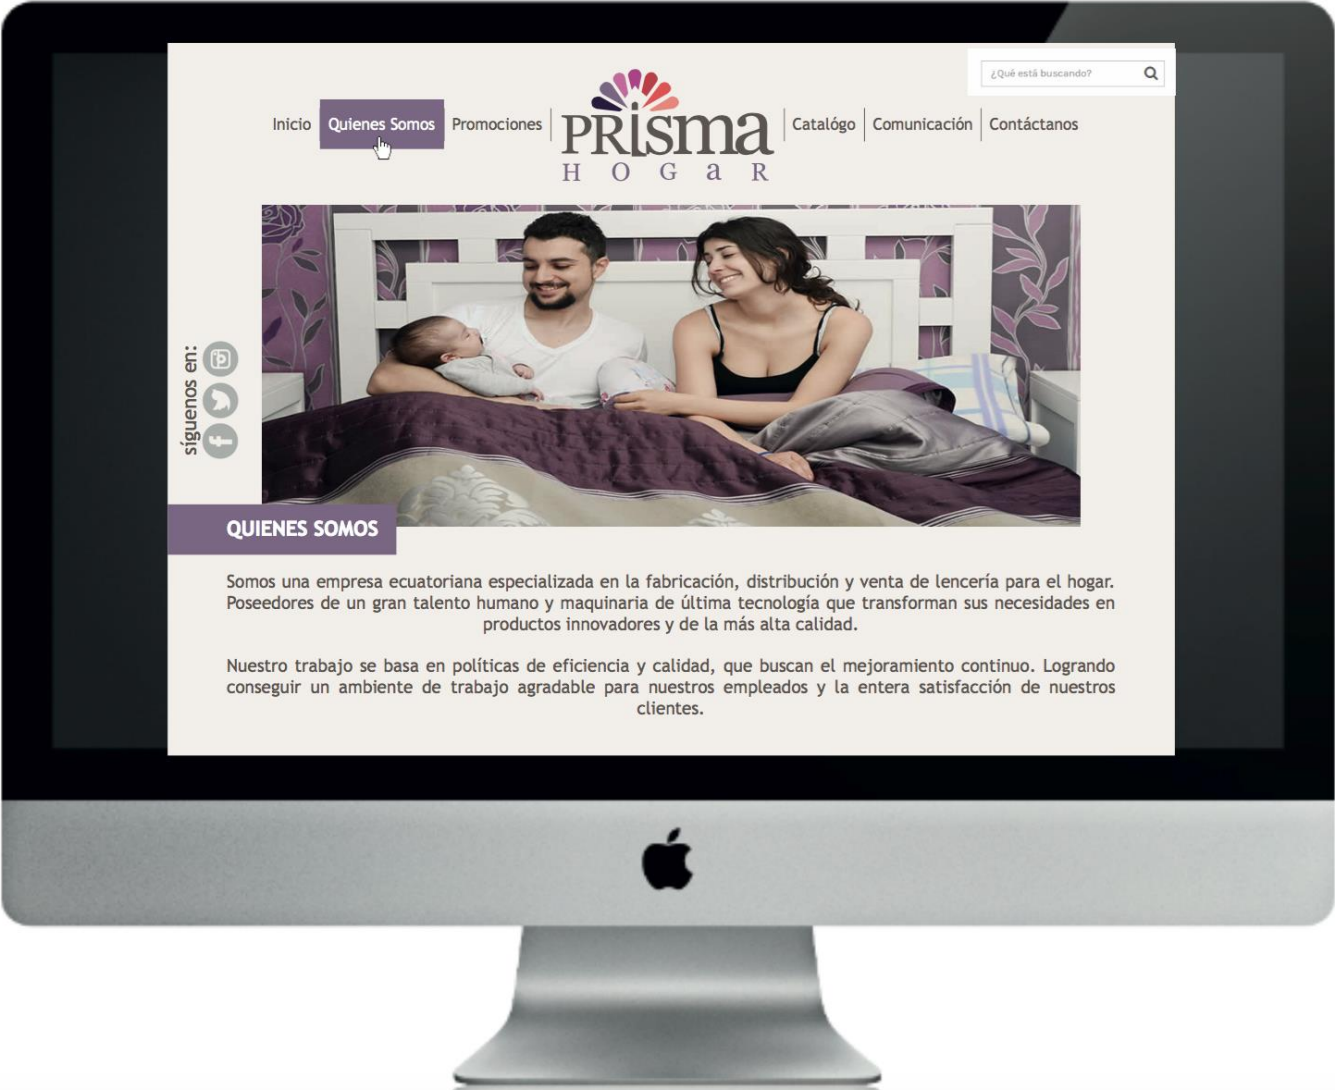 ¿Qué está buscando?
Inicio Quienes Somos Promociones PRISMA Catalógo Comunicación Contáctanos
HOGaR
síguenos en:
QUIENES SOMOS
Somos una empresa ecuatoriana especializada en la fabricación, distribución y venta de lencería para el hogar.
Poseedores de un gran talento humano y maquinaria de última tecnología que transforman sus necesidades en
productos innovadores y de la más alta calidad.
Nuestro trabajo se basa en políticas de eficiencia y calidad, que buscan el mejoramiento continuo. Logrando
conseguir un ambiente de trabajo agradable para nuestros empleados y la entera satisfacción de nuestros
clientes.